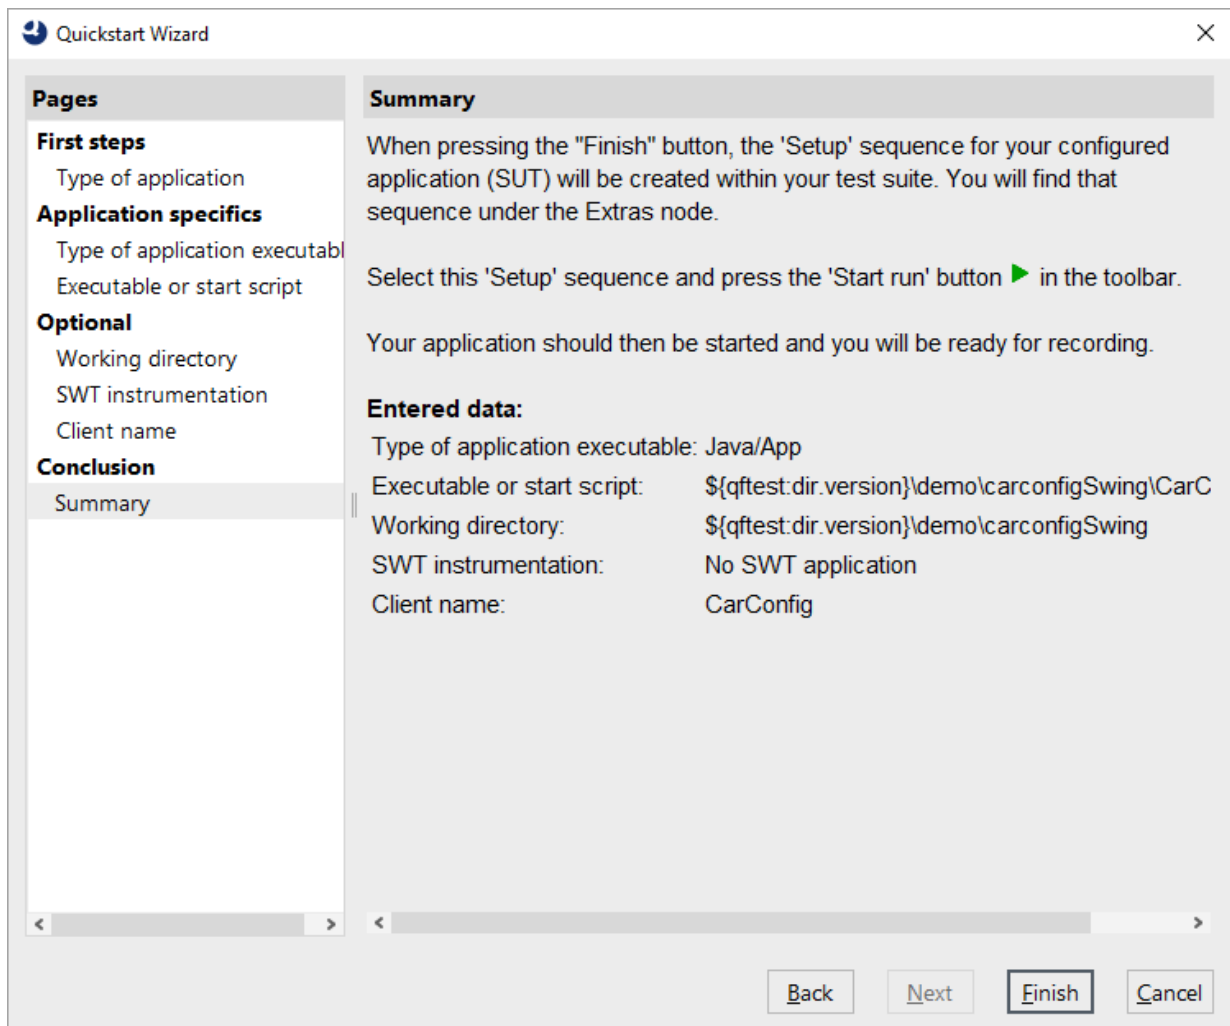 Quickstart Wizard
Pages
First steps
Type of application
Application specifics
Type of application executabl
Executable or start script
Optional
Working directory
SWT instrumentation
Client name
Conclusion
Summary
Summary
When pressing the "Finish" button, the 'Setup' sequence for your configured
application (SUT) will be created within your test suite. You will find that
sequence under the Extras node.
Select this 'Setup' sequence and press the 'Start run' button in the toolbar.
Your application should then be started and you will be ready for recording.
Entered data:
Type of application executable: Java/App
Executable or start script: ${qftest:dir.version}\demo\carconfigSwing\CarC
Working directory: ${qftest:dir.version}\demo\carconfigSwing
SWT instrumentation: No SWT application
Client name: CarConfig
Back Next Finish Cancel